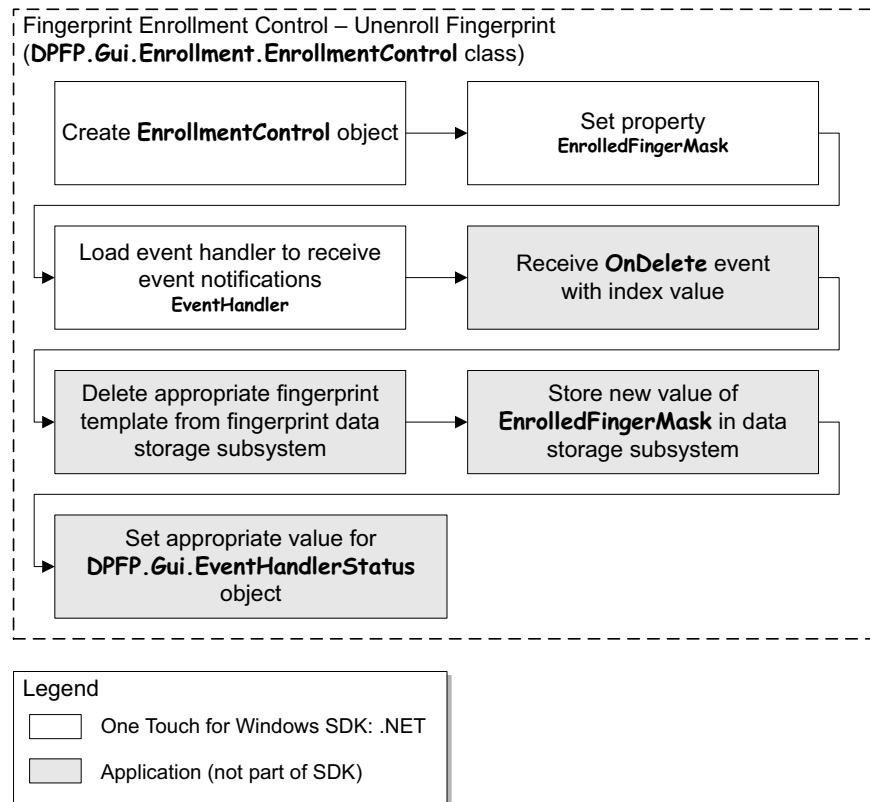 Fingerprint Enrollment Control – Unenroll Fingerprint
(DPFP.Gui.Enrollment.EnrollmentControl class)
Create EnrollmentControl object
Set property
EnrolledFingerMask
Load event handler to receive
event notifications
EventHandler
Receive OnDelete event
with index value
Delete appropriate fingerprint
template from fingerprint data
storage subsystem
Store new value of
EnrolledFingerMask in data
storage subsystem
Set appropriate value for
DPFP.Gui.EventHandlerStatus
object
Legend
One Touch for Windows SDK: .NET
Application (not part of SDK)